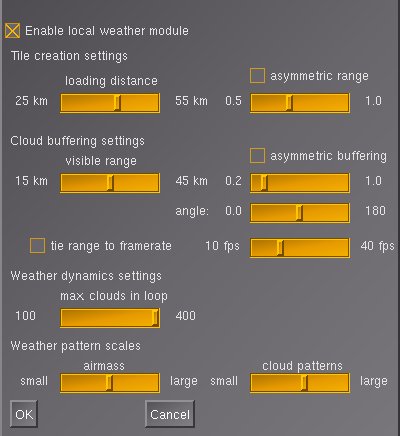 Enable local weather module
Tile creation settings
loading distance
asymmetric range
25 km 55 km 0.5 1.0
Cloud buffering settings
visible range
asymmetric buffering
15 km 45 km 0.2 1.0
angle: 0.0 180
tie range to framerate 10 fps 40 fps
Weather dynamics settings
max. clouds in loop
100 400
Weather pattern scales
airmass cloud patterns
small large small large
OK Cancel